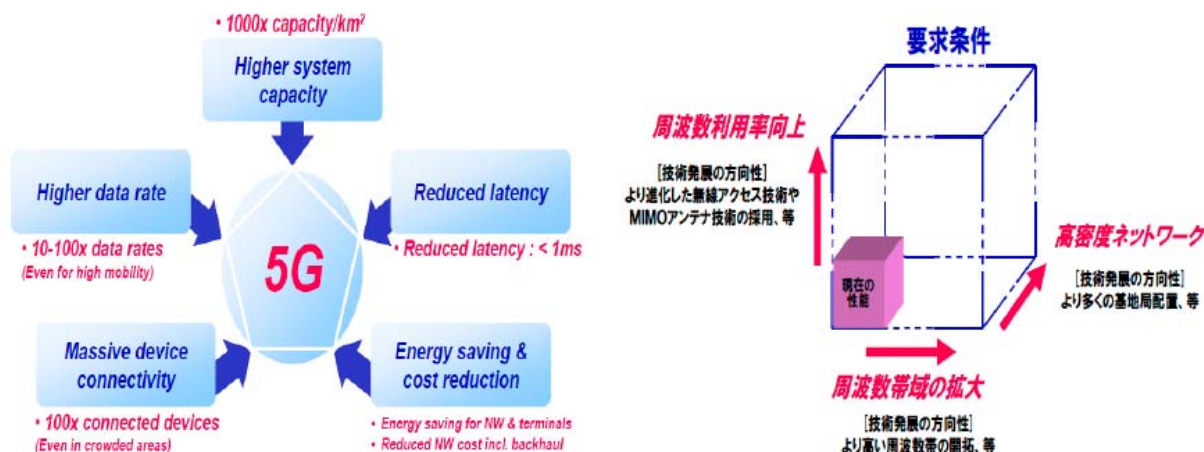 • 1000x capacity/km²
Higher system
capacity
Higher data rate
• 10-100x data rates
(Even for high mobility)
Reduced latency
• Reduced latency : < 1ms
5G
Massive device
connectivity
• 100x connected devices
(Even in crowded areas)
Energy saving &
cost reduction
• Energy saving for NW & terminals
• Reduced NW cost incl. backhaul
要求条件
周波数利用率向上
[技術発展の方向性]
より進化した無線アクセス技術や
MIMOアンテナ技術の採用、等
現在の
性能
高密度ネットワーク
[技術発展の方向性]
より多くの基地局配置、等
周波数帯域の拡大
[技術発展の方向性]
より高い周波数帯の開拓、等